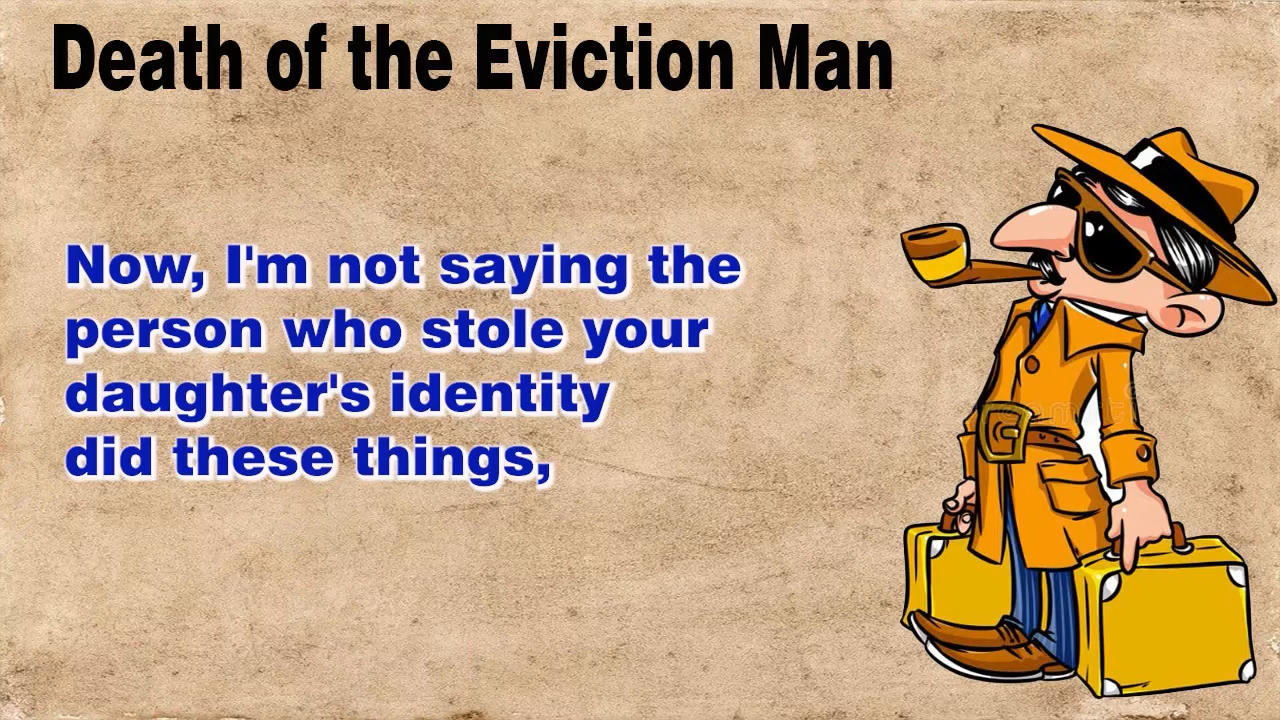 Death of the Eviction Man
Now, I'm not saying the
person who stole your
daughter's identity
did these things,